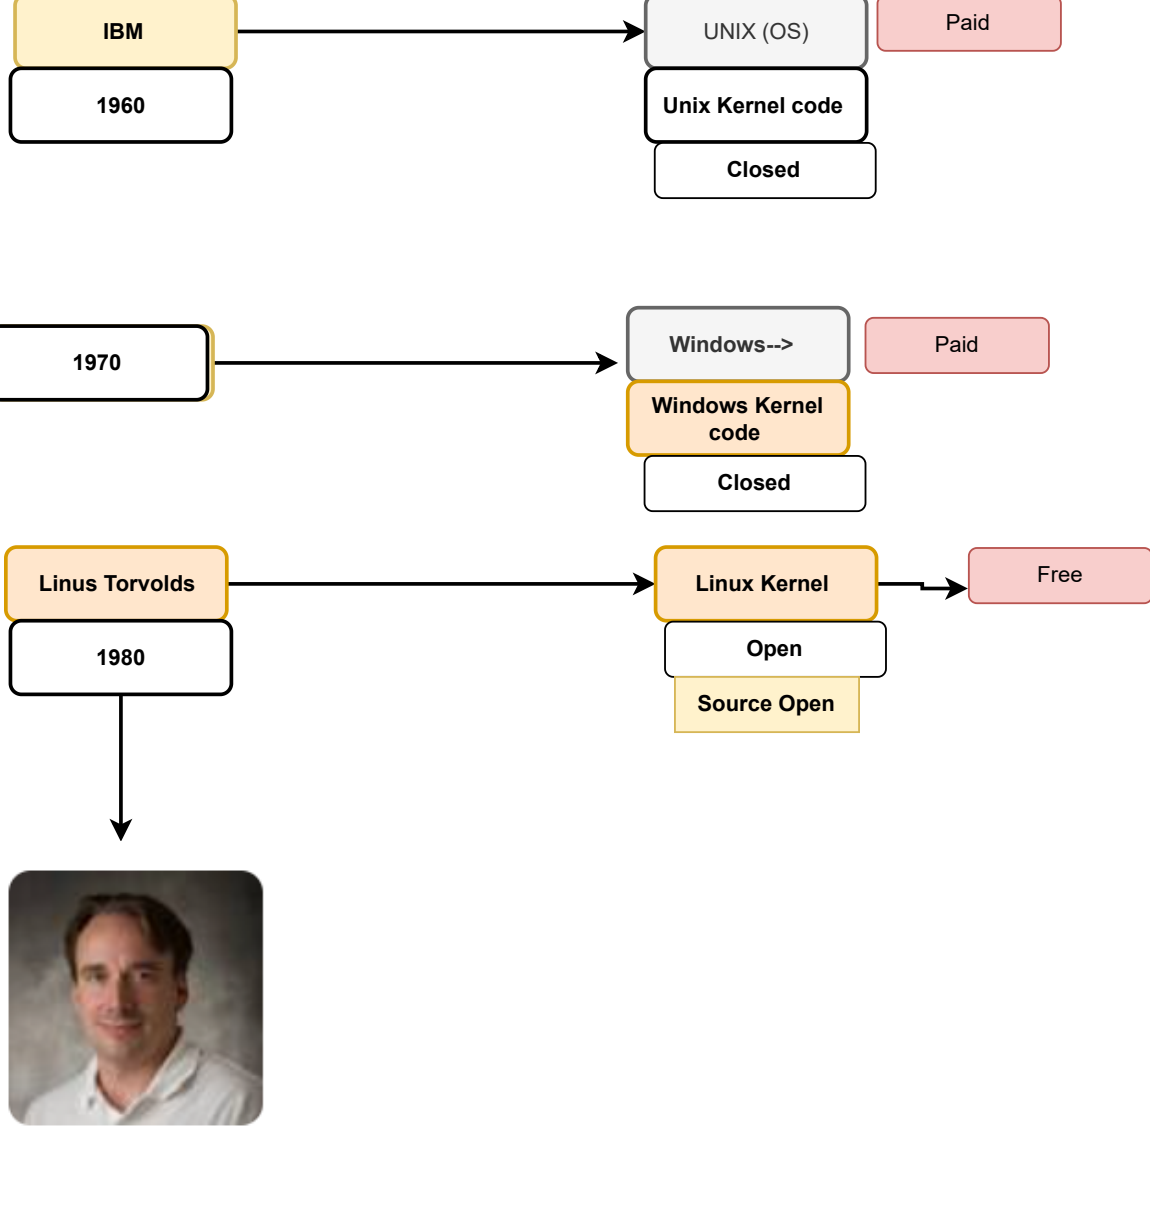 IBM
UNIX (OS)
Paid
1960
Unix Kernel code
Closed
1970
Windows-->
Paid
Windows Kernel
code
Closed
Linus Torvolds
Linux Kernel
Free
1980
Open
Source Open